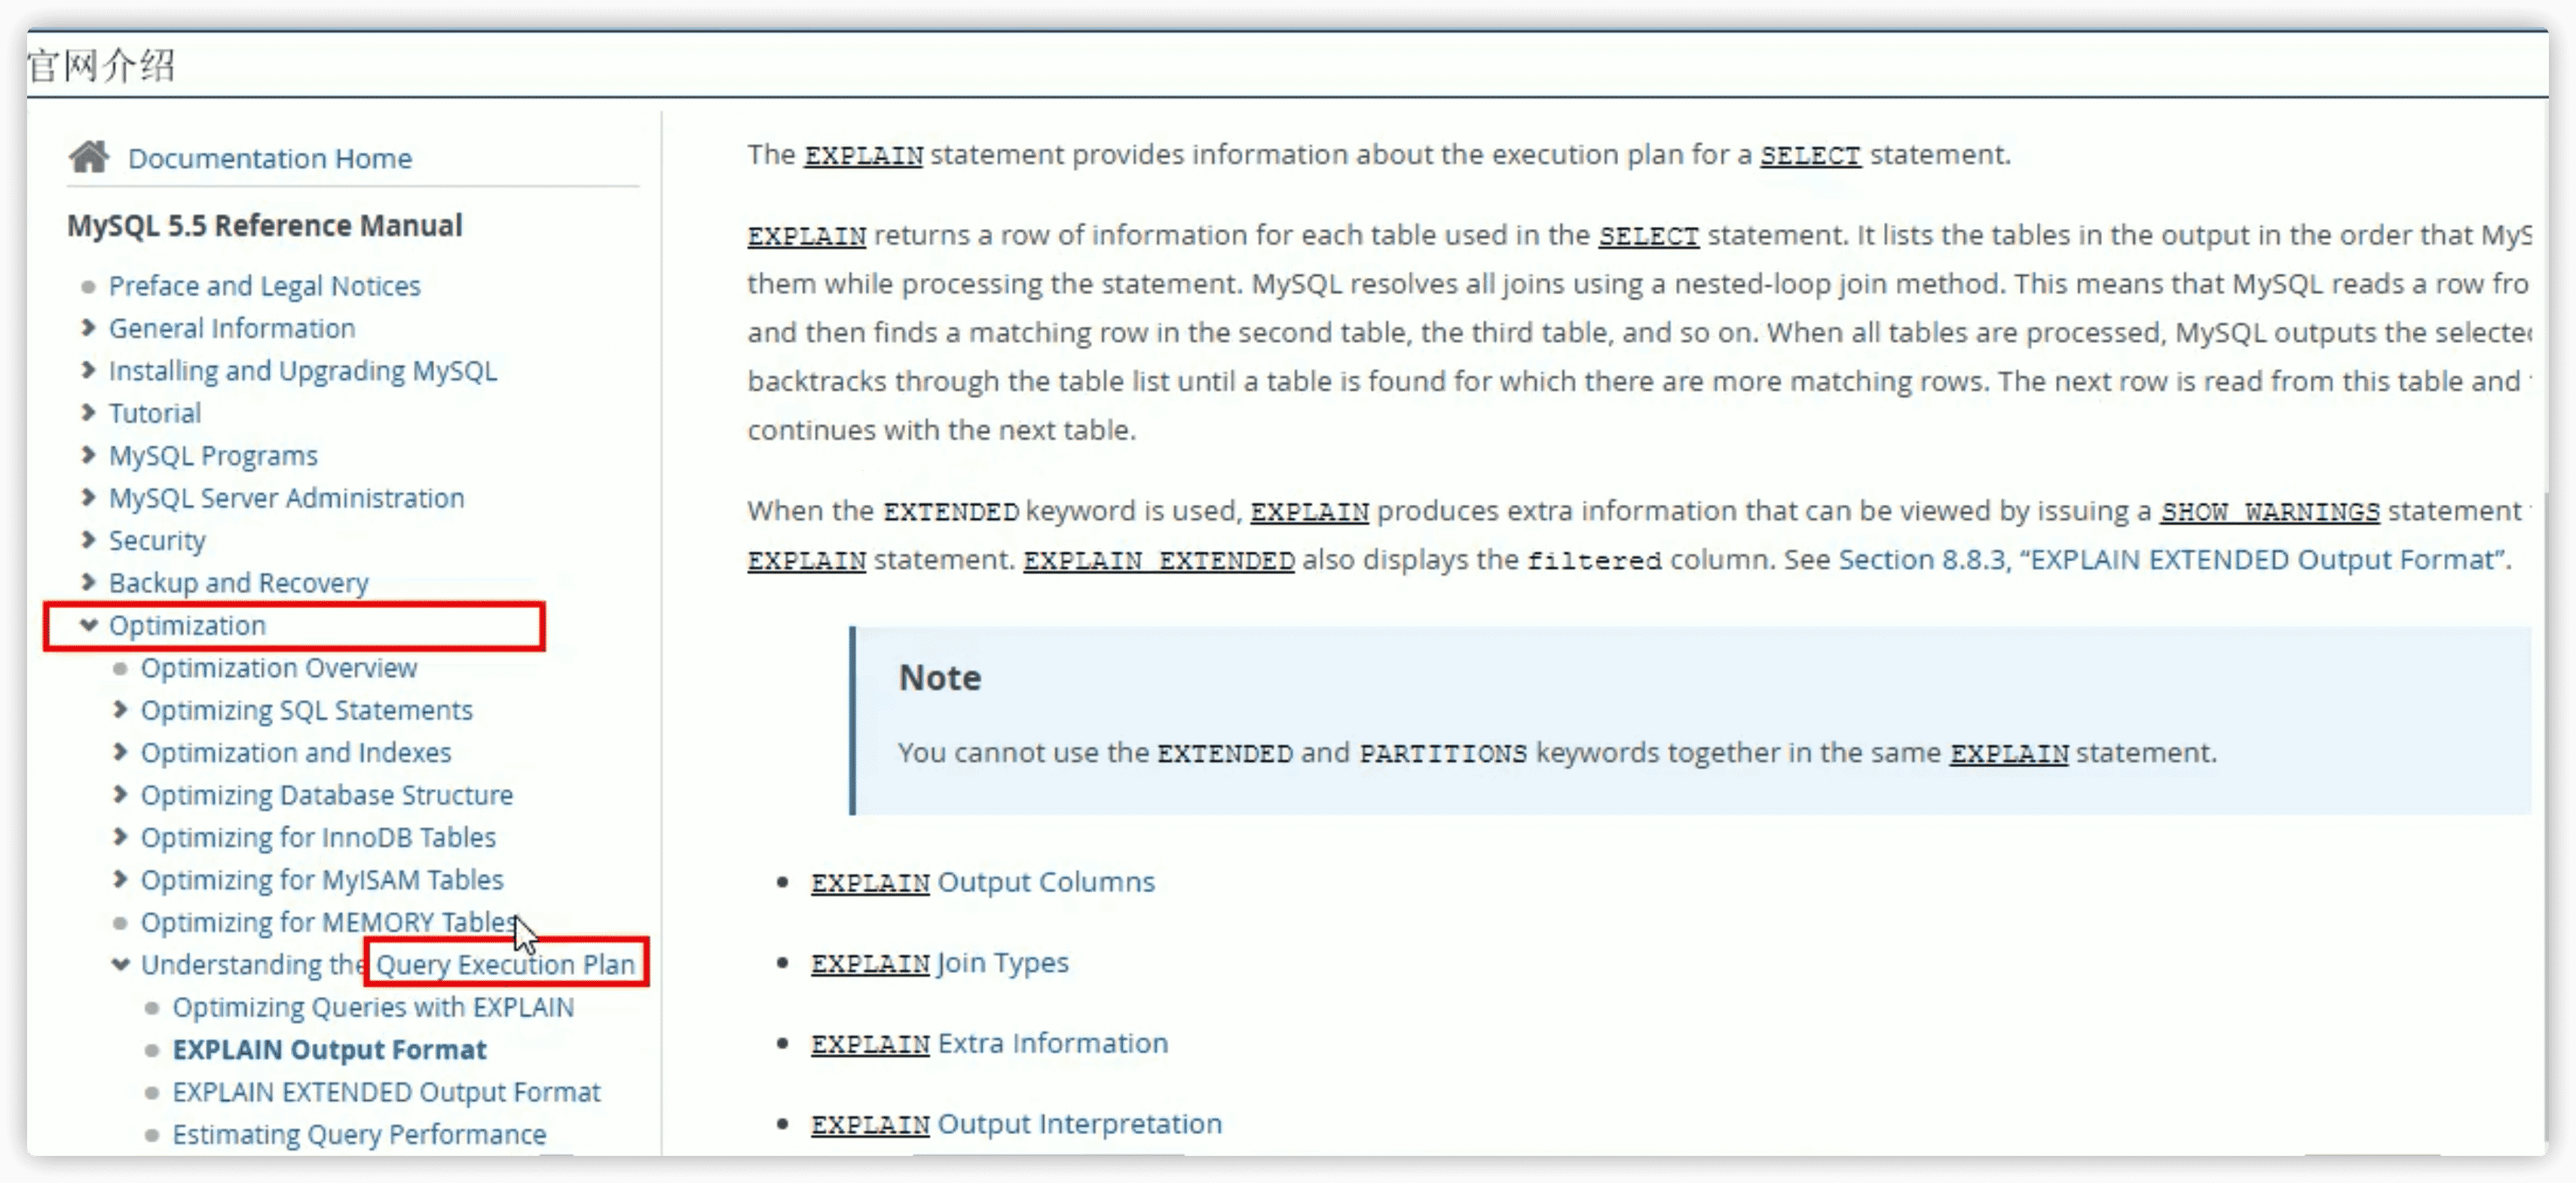 官网介绍
Documentation Home
MySQL 5.5 Reference Manual
Preface and Legal Notices
General Information
Installing and Upgrading MySQL
Tutorial
MySQL Programs
MySQL Server Administration
Security
Backup and Recovery
Optimization
Optimization Overview
Optimizing SQL Statements
Optimization and Indexes
Optimizing Database Structure
Optimizing for InnoDB Tables
Optimizing for MyISAM Tables
Optimizing for MEMORY Tables
Understanding the Query Execution Plan
Optimizing Queries with EXPLAIN
EXPLAIN Output Format
EXPLAIN EXTENDED Output Format
Estimating Query Performance
The EXPLAIN statement provides information about the execution plan for a SELECT statement.
EXPLAIN returns a row of information for each table used in the SELECT statement. It lists the tables in the output in the order that MyS
them while processing the statement. MySQL resolves all joins using a nested-loop join method. This means that MySQL reads a row fro
and then finds a matching row in the second table, the third table, and so on. When all tables are processed, MySQL outputs the selected
backtracks through the table list until a table is found for which there are more matching rows. The next row is read from this table and
continues with the next table.
When the EXTENDED keyword is used, EXPLAIN produces extra information that can be viewed by issuing a SHOW WARNINGS statement
EXPLAIN statement. EXPLAIN EXTENDED also displays the filtered column. See Section 8.8.3, “EXPLAIN EXTENDED Output Format”.
Note
You cannot use the EXTENDED and PARTITIONS keywords together in the same EXPLAIN statement.
EXPLAIN Output Columns
EXPLAIN Join Types
EXPLAIN Extra Information
EXPLAIN Output Interpretation